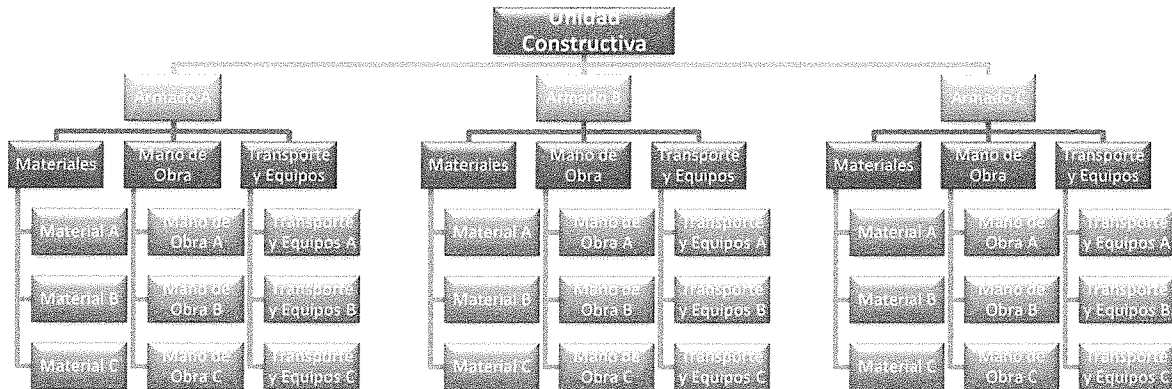 Unidad
Constructiva
Armado A
Armado B
Armado C
Materiales
Mano de
Obra
Transporte
y Equipos
Materiales
Mano de
Obra
Transporte
y Equipos
Materiales
Mano de
Obra
Transporte
y Equipos
Material A
Mano de
Obra A
Transporte
y Equipos A
Material A
Mano de
Obra A
Transporte
y Equipos A
Material A
Mano de
Obra A
Transporte
y Equipos A
Material B
Mano de
Obra B
Transporte
y Equipos B
Material B
Mano de
Obra B
Transporte
y Equipos B
Material B
Mano de
Obra B
Transporte
y Equipos B
Material C
Mano de
Obra C
Transporte
y Equipos C
Material C
Mano de
Obra C
Transporte
y Equipos C
Material C
Mano de
Obra C
Transporte
y Equipos C